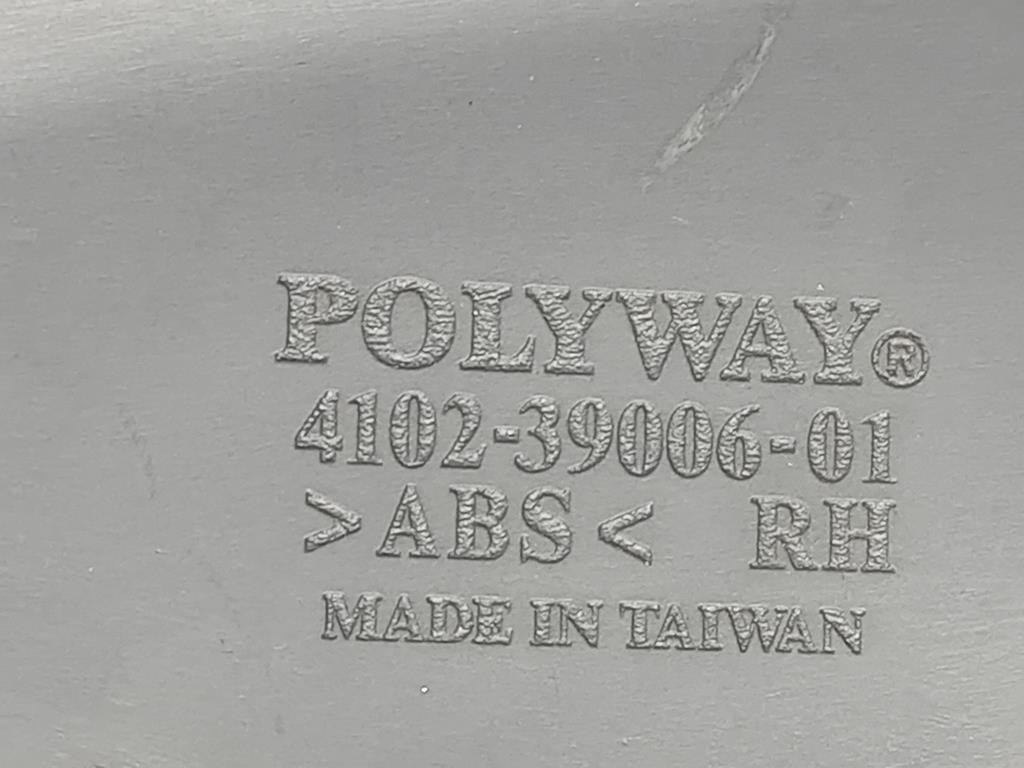 POLYWAY®
4102-39006-01
>ABS< RH
MADE IN TAIWAN